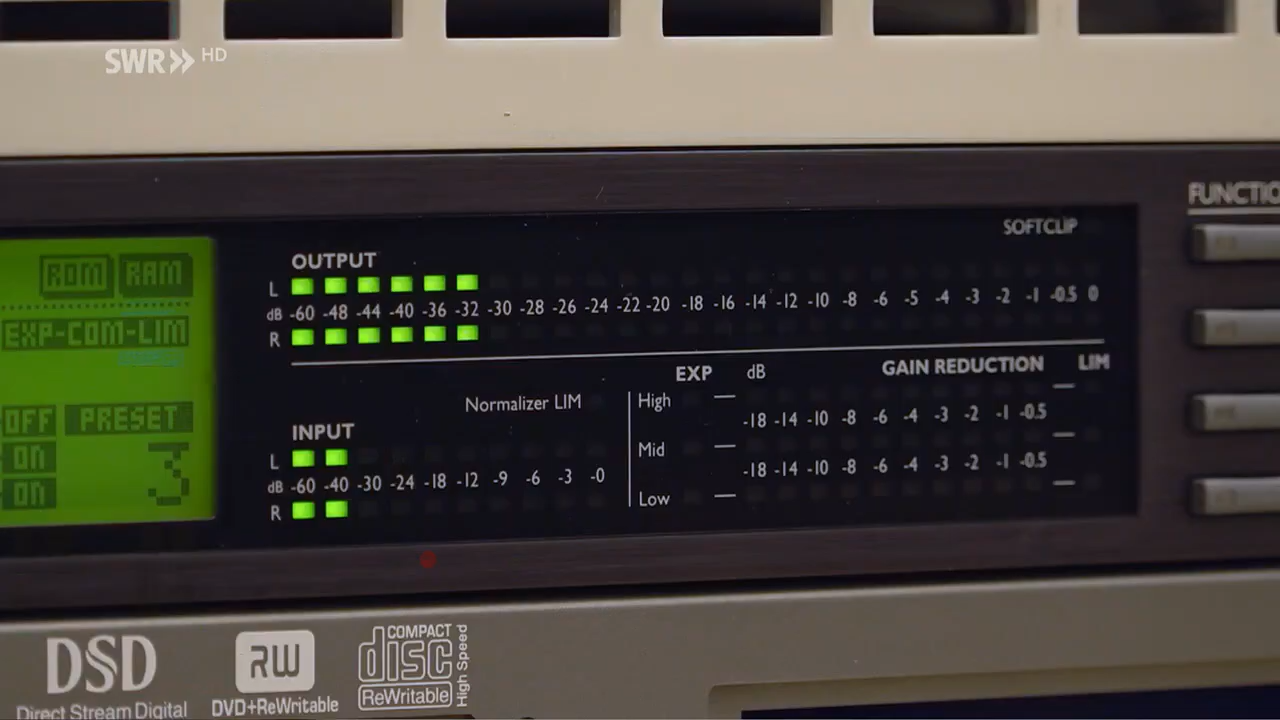 SWR HD
FUNCTIO
SOFTCLIP
ROM RAM
OUTPUT
L
dB -60 -48 -44 -40 -36 -32 -30 -28 -26 -24 -22 -20 -18 -16 -14 -12 -10 -8 -6 -5 -4 -3 -2 -1 -0.5 0
R
EXP-COM-LIM
EXP dB GAIN REDUCTION LIM
Normalizer LIM
High
-18 -14 -10 -8 -6 -4 -3 -2 -1 -0.5
OFF PRESET
INPUT
Mid
L
ON
-18 -14 -10 -8 -6 -4 -3 -2 -1 -0.5
dB -60 -40 -30 -24 -18 -12 -9 -6 -3 -0
3
ON
Low
R
DSD
Direct Stream Digital
RW
DVD+ReWritable
COMPACT
disc
ReWritable
High Speed